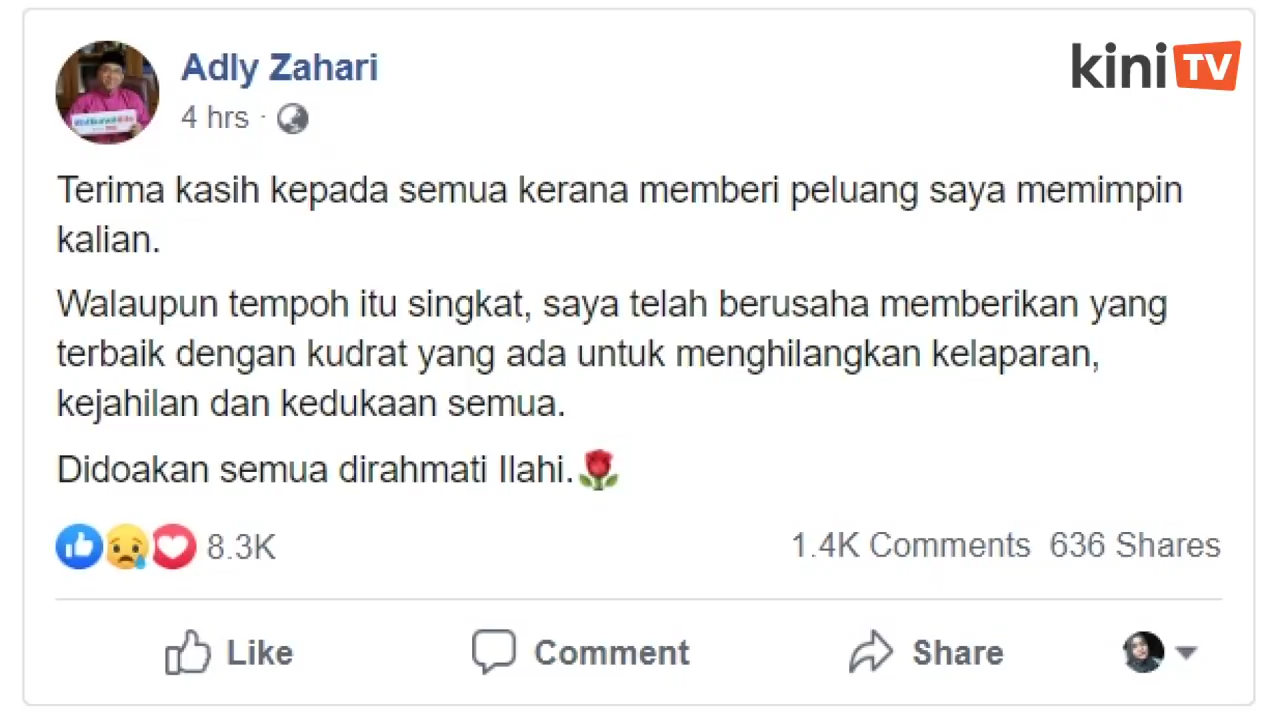 Adly Zahari
kini TV
4 hrs ·
Terima kasih kepada semua kerana memberi peluang saya memimpin
kalian.
Walaupun tempoh itu singkat, saya telah berusaha memberikan yang
terbaik dengan kudrat yang ada untuk menghilangkan kelaparan,
kejahilan dan kedukaan semua.
Didoakan semua dirahmati Ilahi.🌹
8.3K 1.4K Comments 636 Shares
Like Comment Share